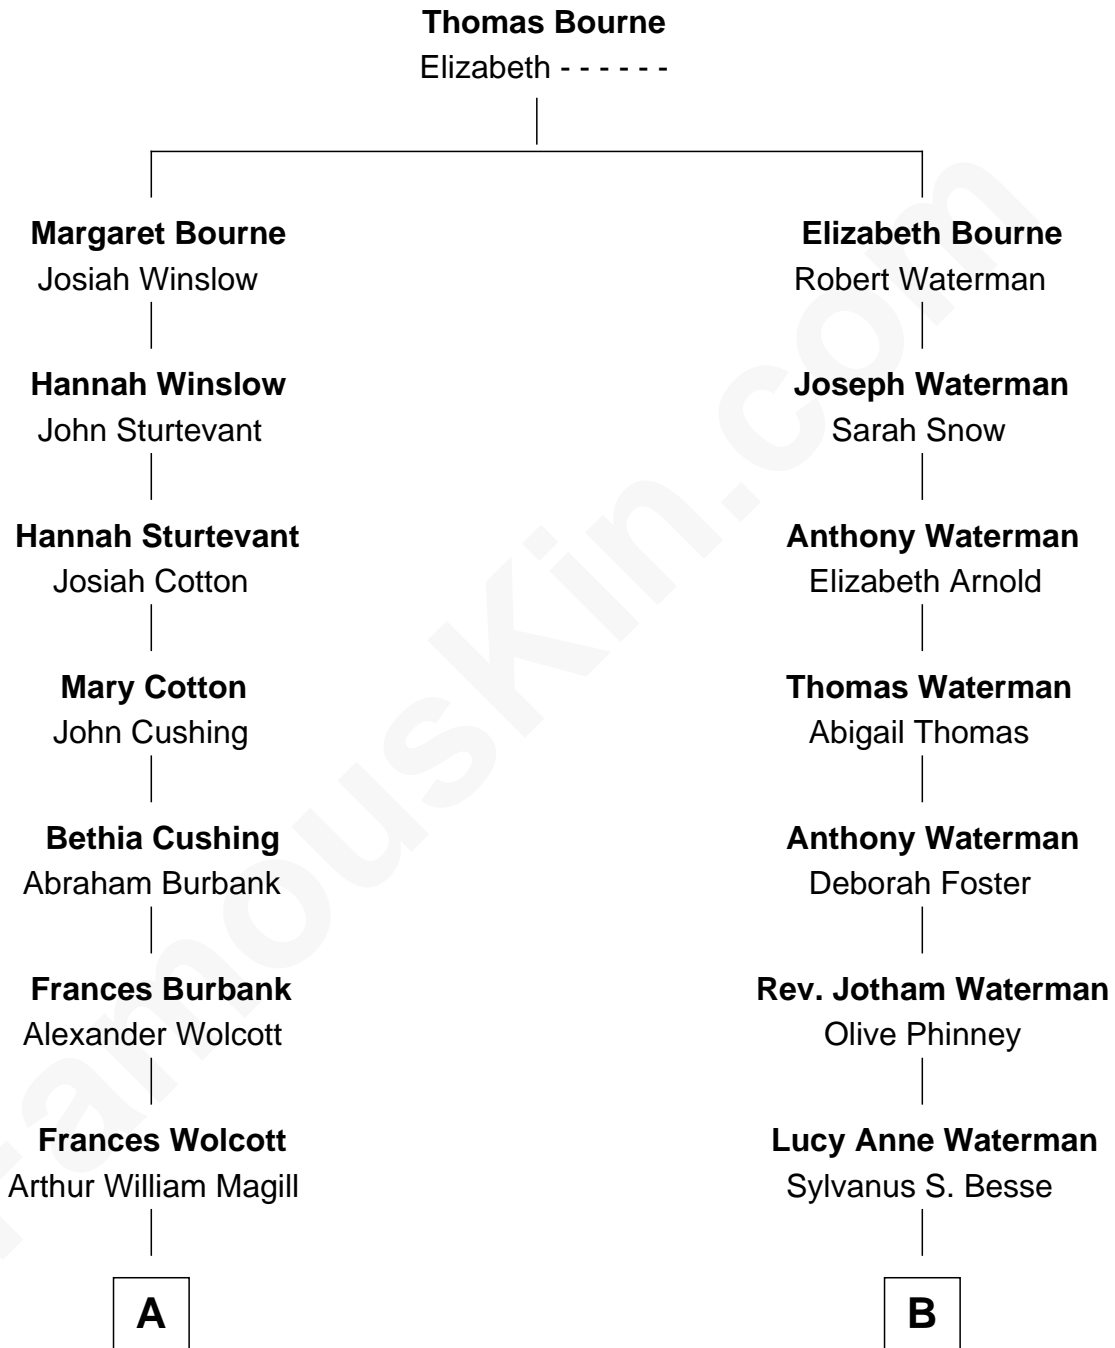 Thomas Bourne
Elizabeth - - - - - -
Margaret Bourne
Josiah Winslow
Elizabeth Bourne
Robert Waterman
Hannah Winslow
John Sturtevant
Joseph Waterman
Sarah Snow
Hannah Sturtevant
Josiah Cotton
Anthony Waterman
Elizabeth Arnold
Mary Cotton
John Cushing
Thomas Waterman
Abigail Thomas
Bethia Cushing
Abraham Burbank
Anthony Waterman
Deborah Foster
Frances Burbank
Alexander Wolcott
Rev. Jotham Waterman
Olive Phinney
Frances Wolcott
Arthur William Magill
Lucy Anne Waterman
Sylvanus S. Besse
A
B
FamousKin.com